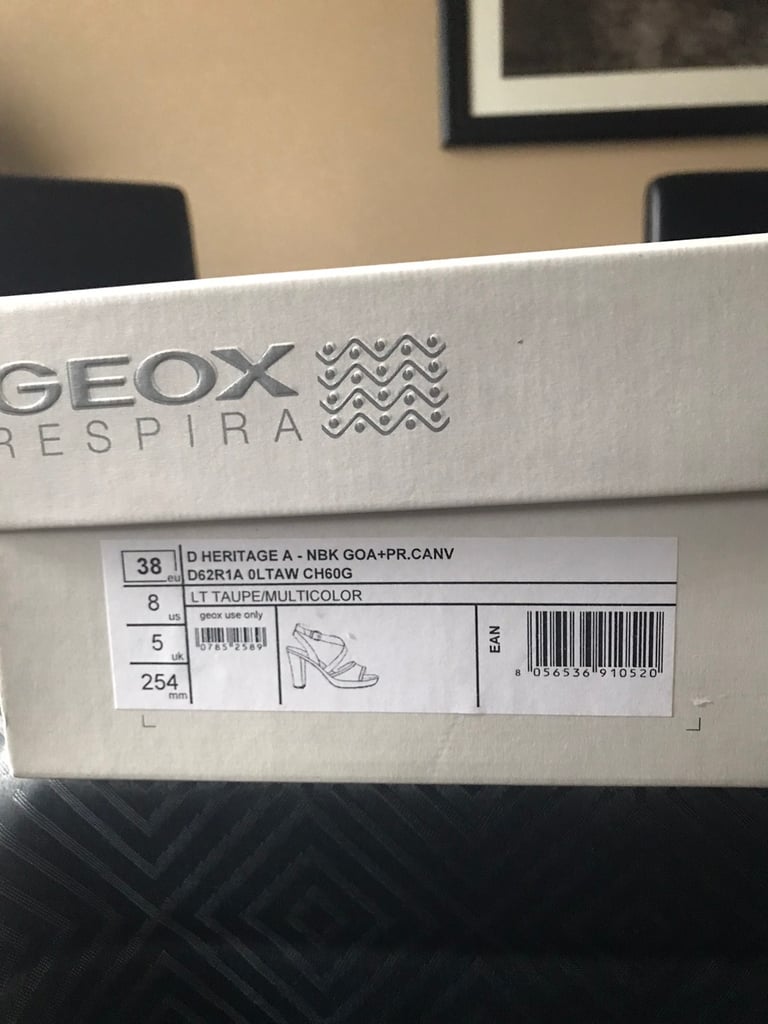 GEOX
RESPIRA
38 eu
D HERITAGE A - NBK GOA+PR.CANV
D62R1A 0LTAW CH60G
8 us
LT TAUPE/MULTICOLOR
5 uk
geox use only
0785 2589
254 mm
EAN
8 056536 910520